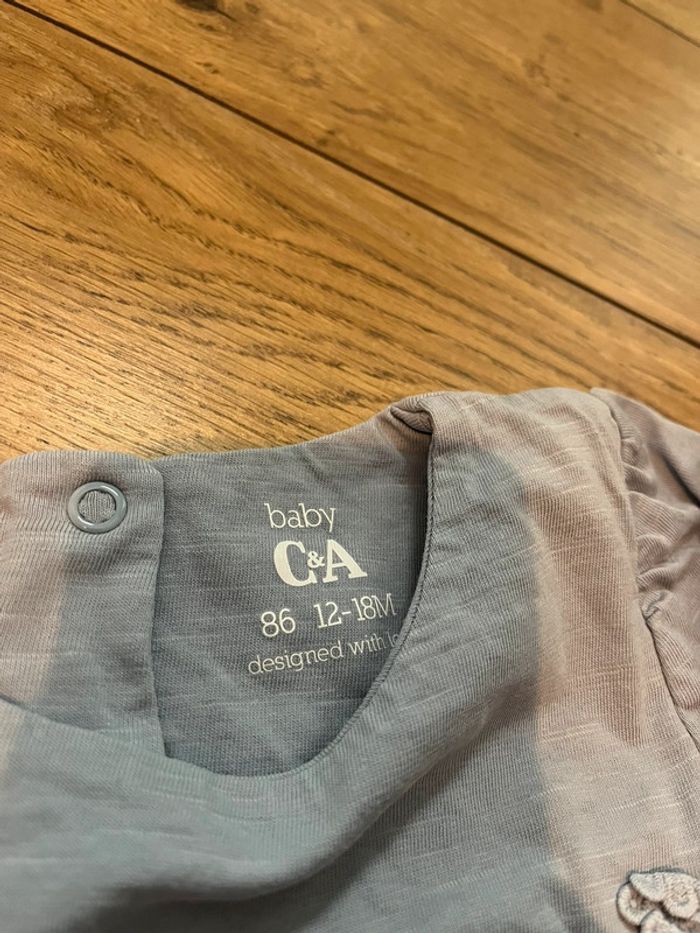 baby
C&A
86 12-18M
designed with